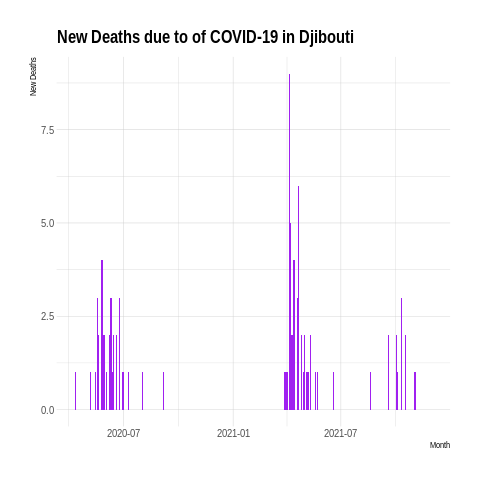 New Deaths due to of COVID-19 in Djibouti
New Deaths
7.5
5.0
2.5
0.0
2020-07 2021-01 2021-07
Month